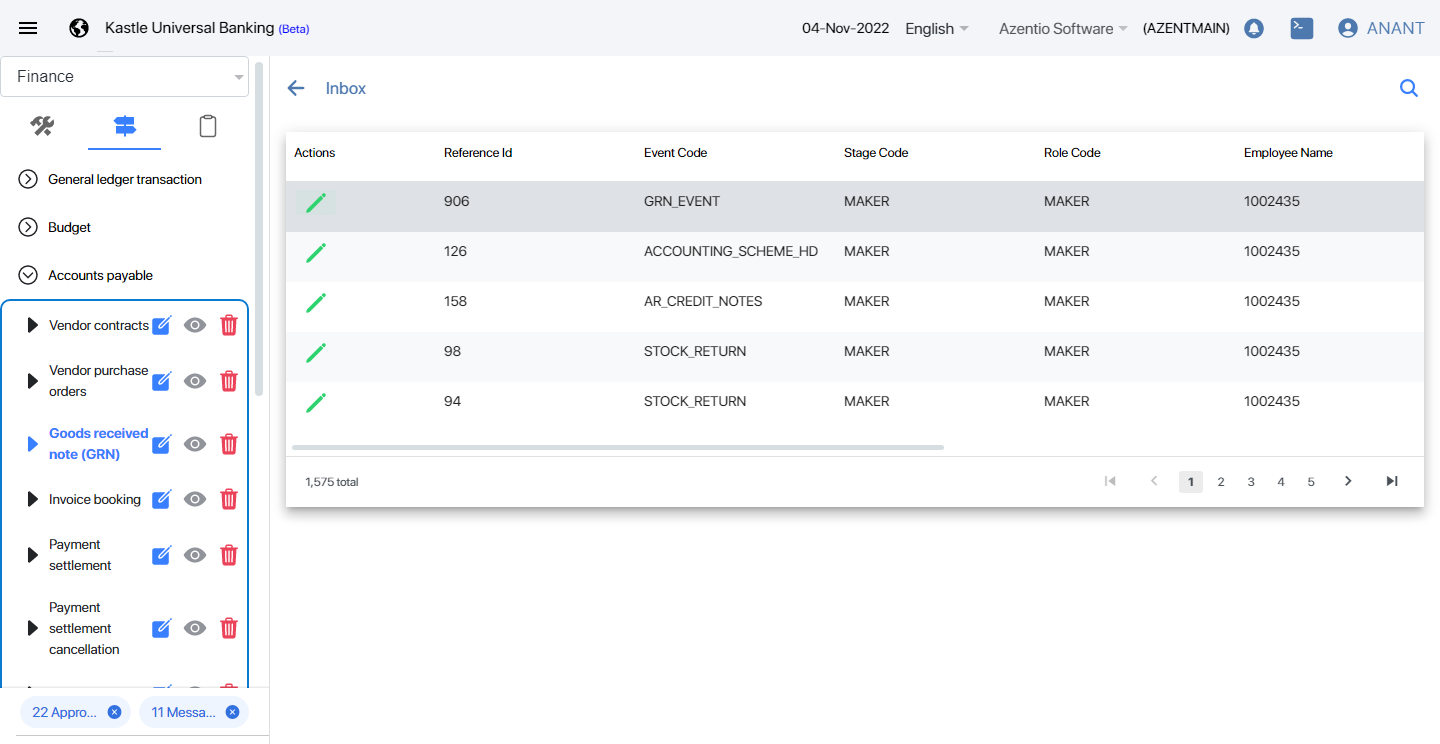 Kastle Universal Banking (Beta)
04-Nov-2022
English
Azentio Software
(AZENTMAIN)
>_
ANANT
Finance
General ledger transaction
Budget
Accounts payable
Vendor contracts
Vendor purchase
orders
Goods received
note (GRN)
Invoice booking
Payment
settlement
Payment
settlement
cancellation
22 Appro...
11 Messa...
Inbox
Actions Reference Id Event Code Stage Code Role Code Employee Name
906 GRN_EVENT MAKER MAKER 1002435
126 ACCOUNTING_SCHEME_HD MAKER MAKER 1002435
158 AR_CREDIT_NOTES MAKER MAKER 1002435
98 STOCK_RETURN MAKER MAKER 1002435
94 STOCK_RETURN MAKER MAKER 1002435
1,575 total
1 2 3 4 5